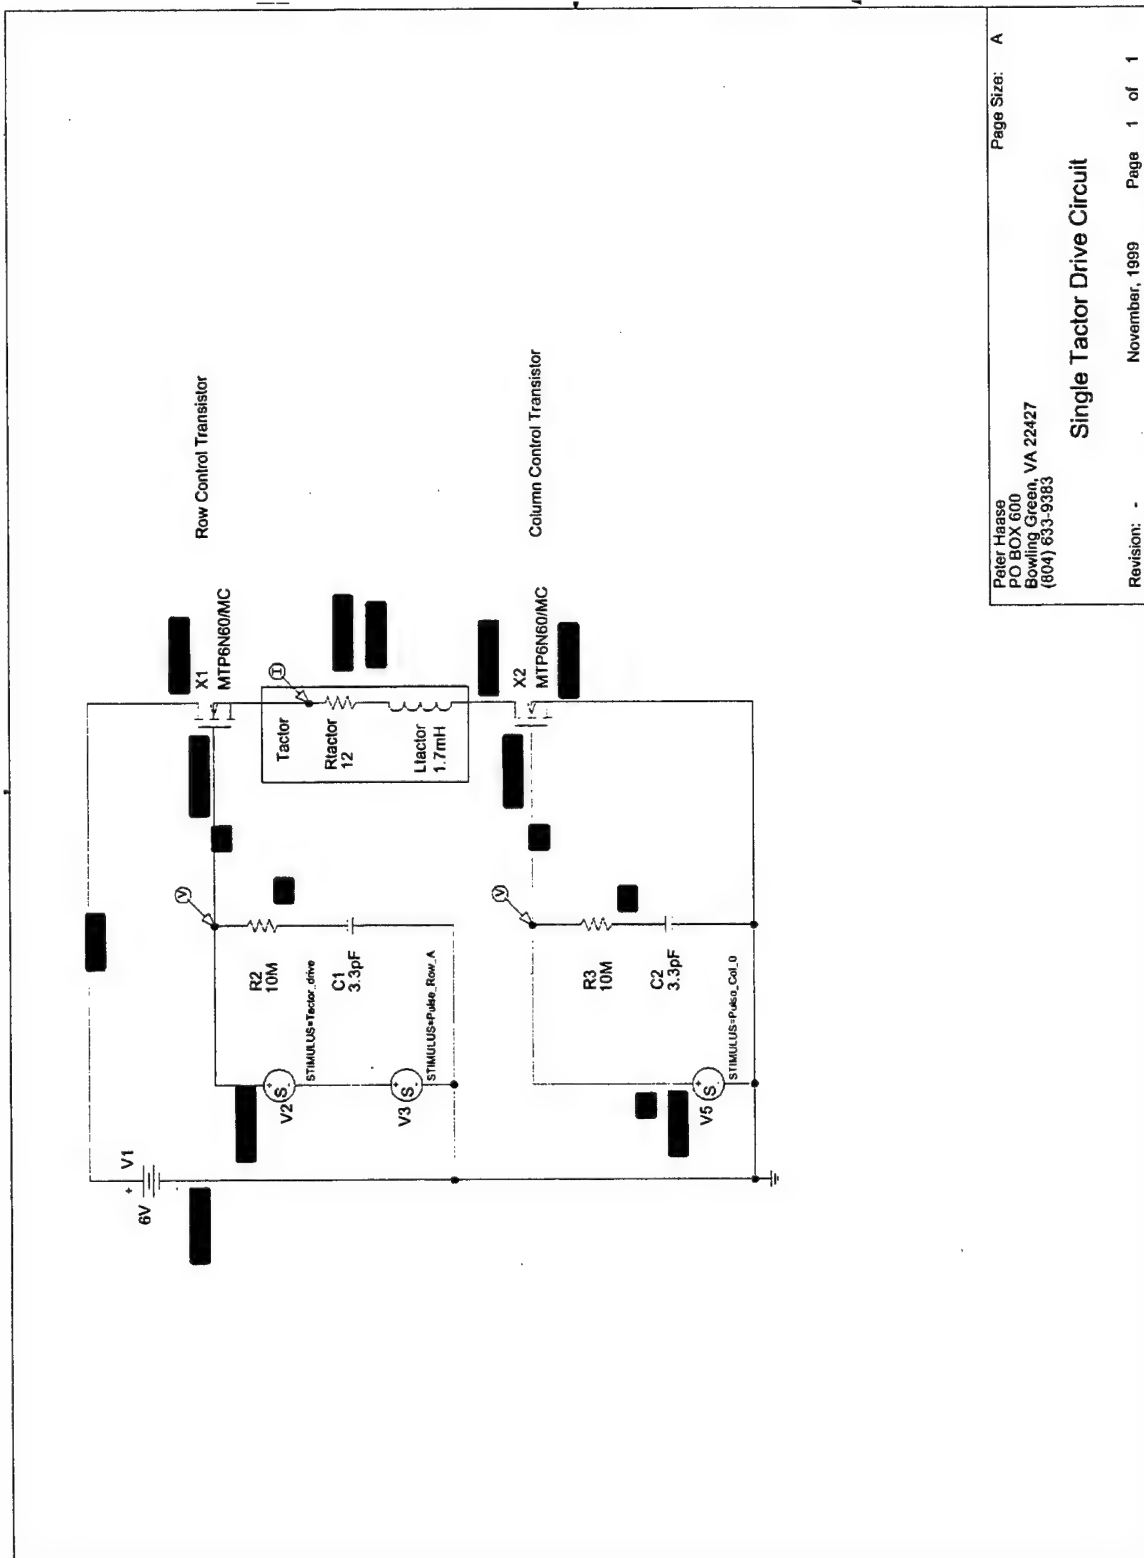 Row Control Transistor
V1
+
6V
X1
MTP6N60/MC
V
I
Tactor
Rtactor
12
Ltactor
1.7mH
R2
10M
C1
3.3pF
V2
S
+
STIMULUS=Tactor_drive
V3
S
+
STIMULUS=Pulse_Row_A
Column Control Transistor
X2
MTP6N60/MC
V
R3
10M
C2
3.3pF
V5
S
+
STIMULUS=Pulse_Col_0
Peter Haase
PO BOX 600
Bowling Green, VA 22427
(804) 633-9383
Page Size: A
Single Tactor Drive Circuit
Revision: - November, 1999 Page 1 of 1